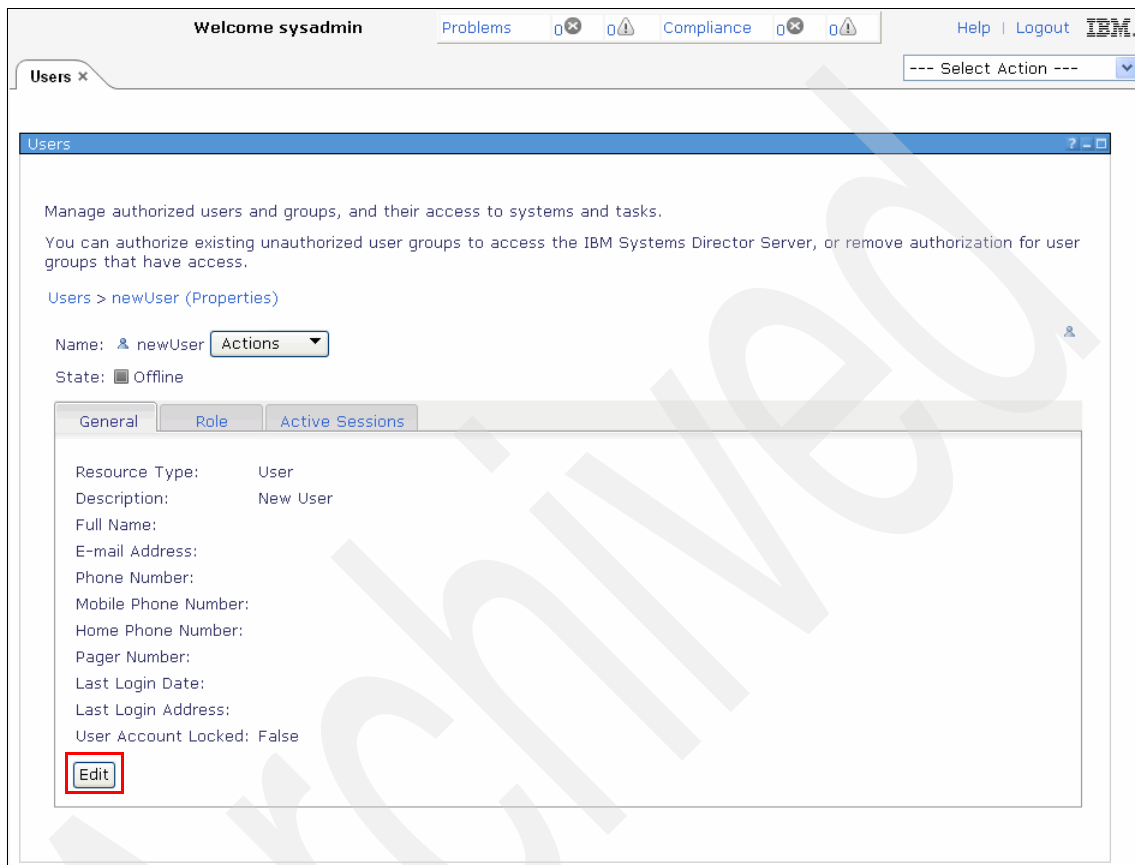 Welcome sysadmin Problems 0 0 Compliance 0 0 Help | Logout IBM.
Users × --- Select Action ---
Users ?
Manage authorized users and groups, and their access to systems and tasks.
You can authorize existing unauthorized user groups to access the IBM Systems Director Server, or remove authorization for user
groups that have access.
Users > newUser (Properties)
Name: newUser Actions
State: Offline
General Role Active Sessions
Resource Type: User
Description: New User
Full Name:
E-mail Address:
Phone Number:
Mobile Phone Number:
Home Phone Number:
Pager Number:
Last Login Date:
Last Login Address:
User Account Locked: False
Edit
Archived